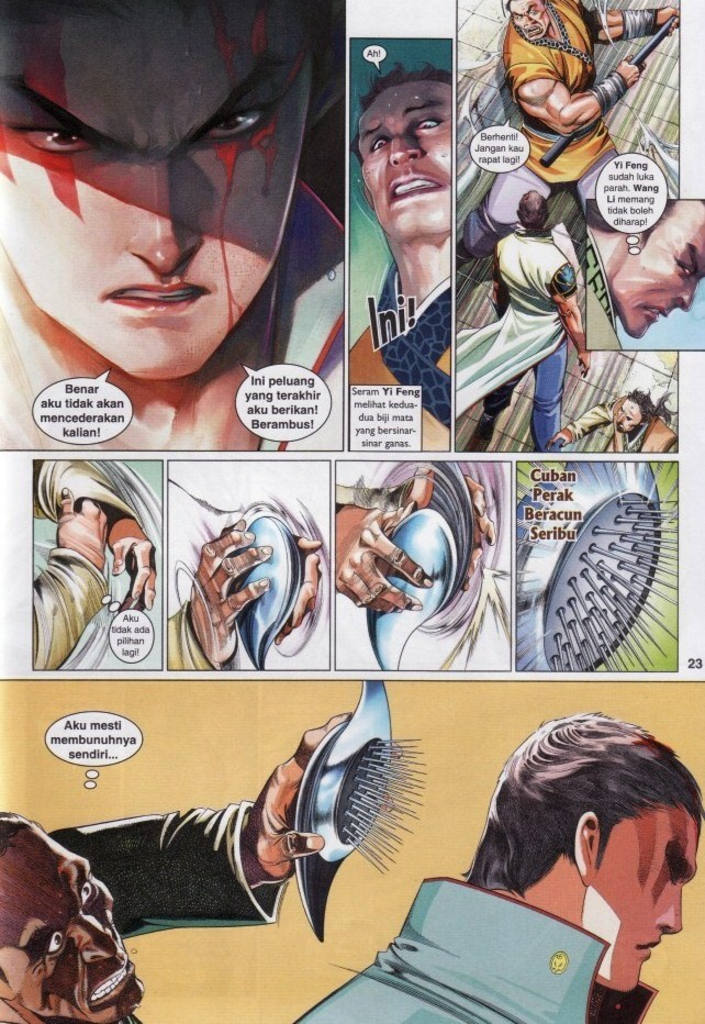 Benar
aku tidak akan
mencederakan
kalian!
Ini peluang
yang terakhir
aku berikan!
Berambus!
Ah!
Ini!
Seram Yi Feng
melihat kedua-
dua biji mata
yang bersinar-
sinar ganas.
Berhenti!
Jangan kau
rapat lagi!
Yi Feng
sudah luka
parah. Wang
Li memang
tidak boleh
diharap!
Aku
tidak ada
pilihan
lagi!
Cuban
Perak
Beracun
Seribu
23
Aku mesti
membunuhnya
sendiri...